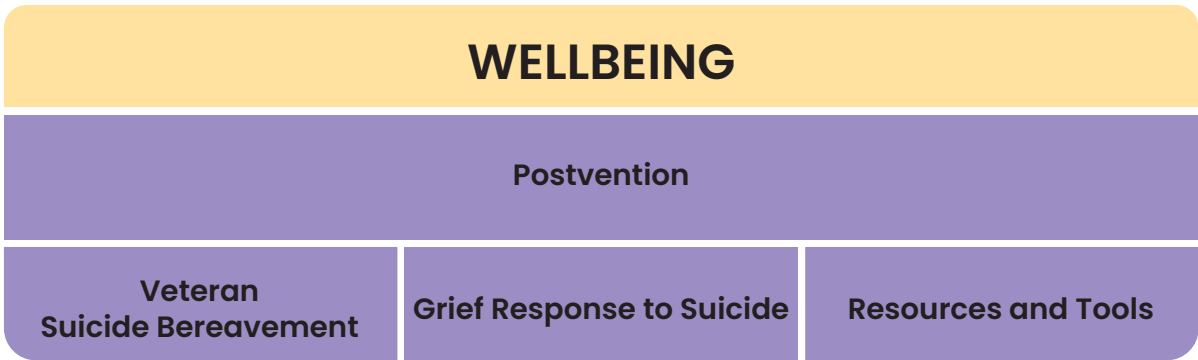 WELLBEING
Postvention
Veteran
Suicide Bereavement
Grief Response to Suicide
Resources and Tools